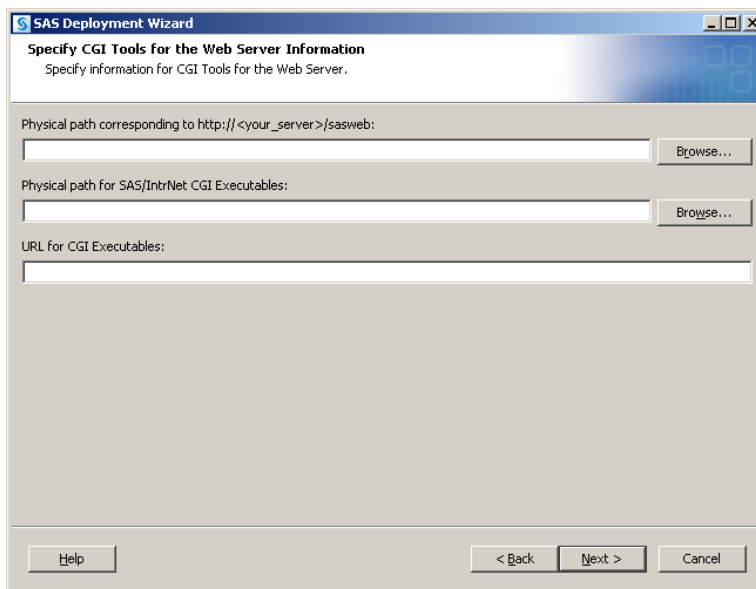 SAS Deployment Wizard
Specify CGI Tools for the Web Server Information
Specify information for CGI Tools for the Web Server.
Physical path corresponding to http://<your_server>/sasweb:
Browse...
Physical path for SAS/IntrNet CGI Executables:
Browse...
URL for CGI Executables:
Help
< Back
Next >
Cancel